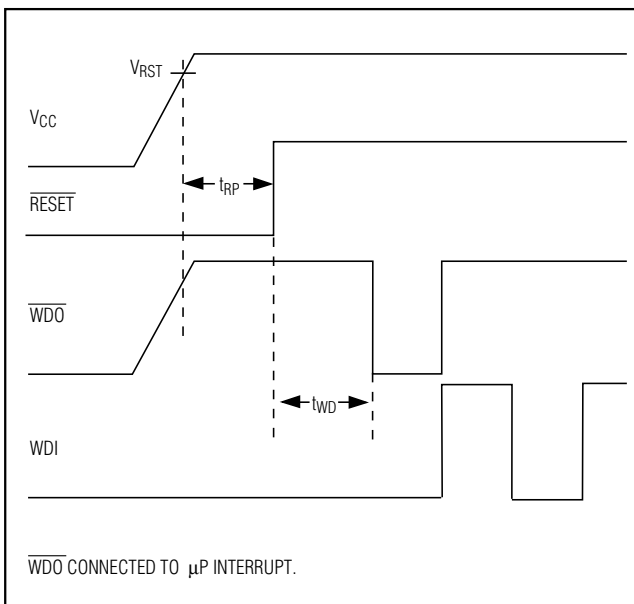 VRST
VCC
tRP
RESET
WDO
tWD
WDI
WDO CONNECTED TO µP INTERRUPT.